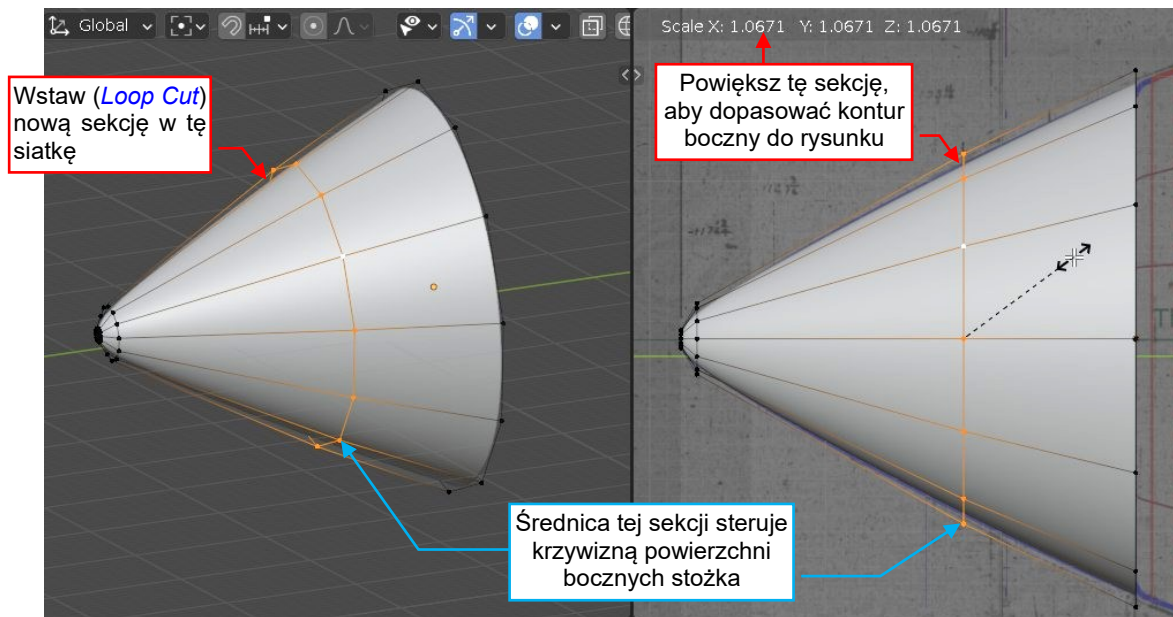 Global
Scale X: 1.0671 Y: 1.0671 Z: 1.0671
Wstaw (Loop Cut)
nową sekcję w tę
siatkę
Powiększ tę sekcję,
aby dopasować kontur
boczny do rysunku
Średnica tej sekcji steruje
krzywizną powierzchni
bocznych stożka